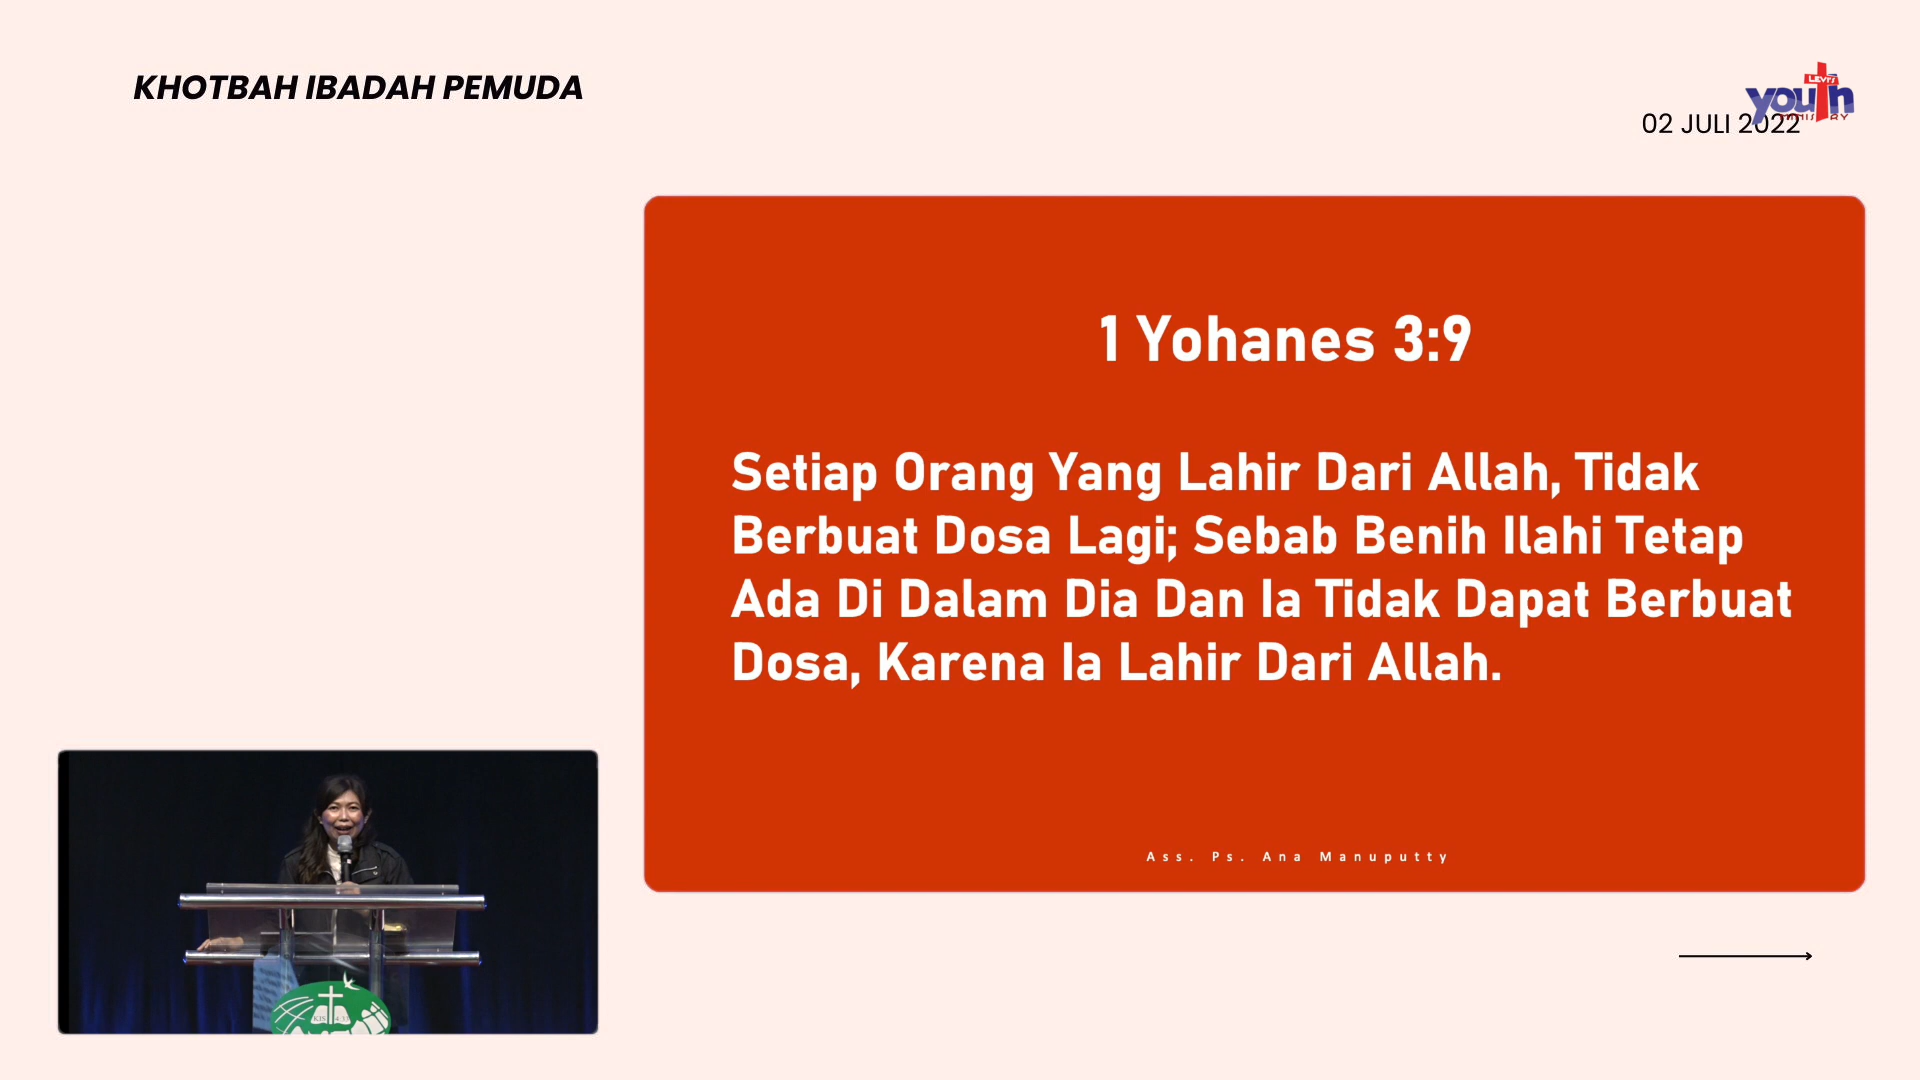 KHOTBAH IBADAH PEMUDA
LEVI'S
youth
02 JULI 2022
1 Yohanes 3:9
Setiap Orang Yang Lahir Dari Allah, Tidak
Berbuat Dosa Lagi; Sebab Benih Ilahi Tetap
Ada Di Dalam Dia Dan Ia Tidak Dapat Berbuat
Dosa, Karena Ia Lahir Dari Allah.
Ass. Ps. Ana Manuputty